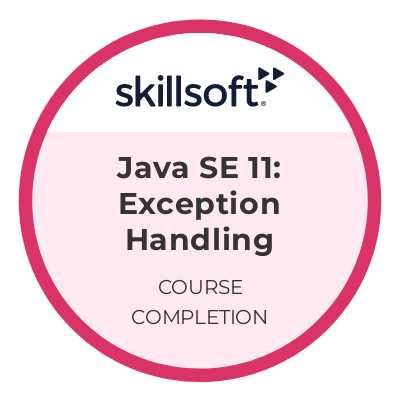 skillsoft®
Java SE 11:
Exception
Handling
COURSE
COMPLETION